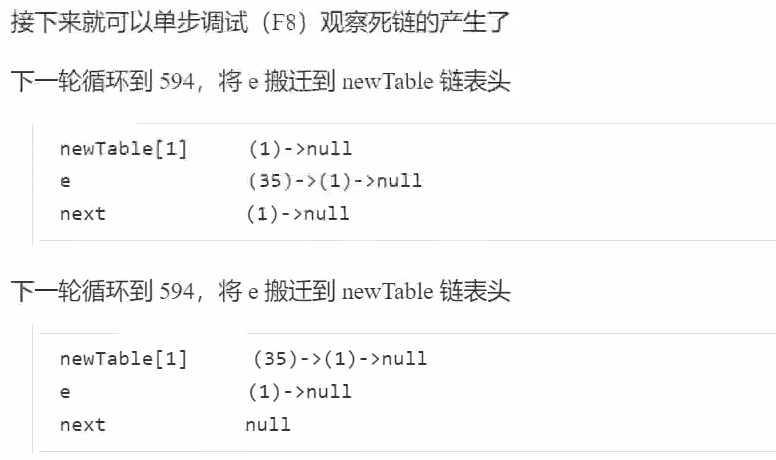 接下来就可以单步调试（F8）观察死链的产生了
下一轮循环到 594，将 e 搬迁到 newTable 链表头
newTable[1] (1)->null
e (35)->(1)->null
next (1)->null
下一轮循环到 594，将 e 搬迁到 newTable 链表头
newTable[1] (35)->(1)->null
e (1)->null
next null